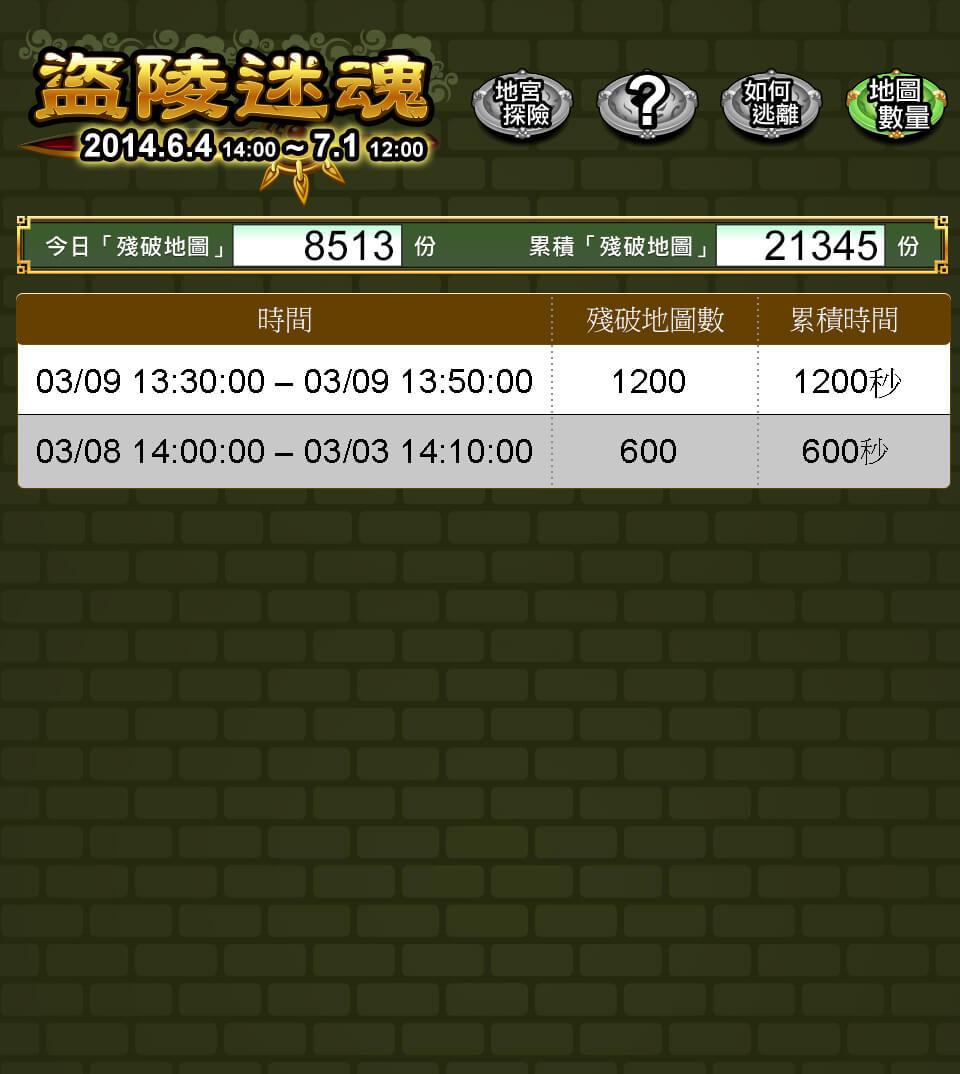 盜陵迷魂
2014.6.4 14:00 ~ 7.1 12:00
地宮
探險
?
如何
逃離
地圖
數量
今日「殘破地圖」 8513 份 累積「殘破地圖」 21345 份
時間 殘破地圖數 累積時間
03/09 13:30:00 – 03/09 13:50:00 1200 1200秒
03/08 14:00:00 – 03/03 14:10:00 600 600秒